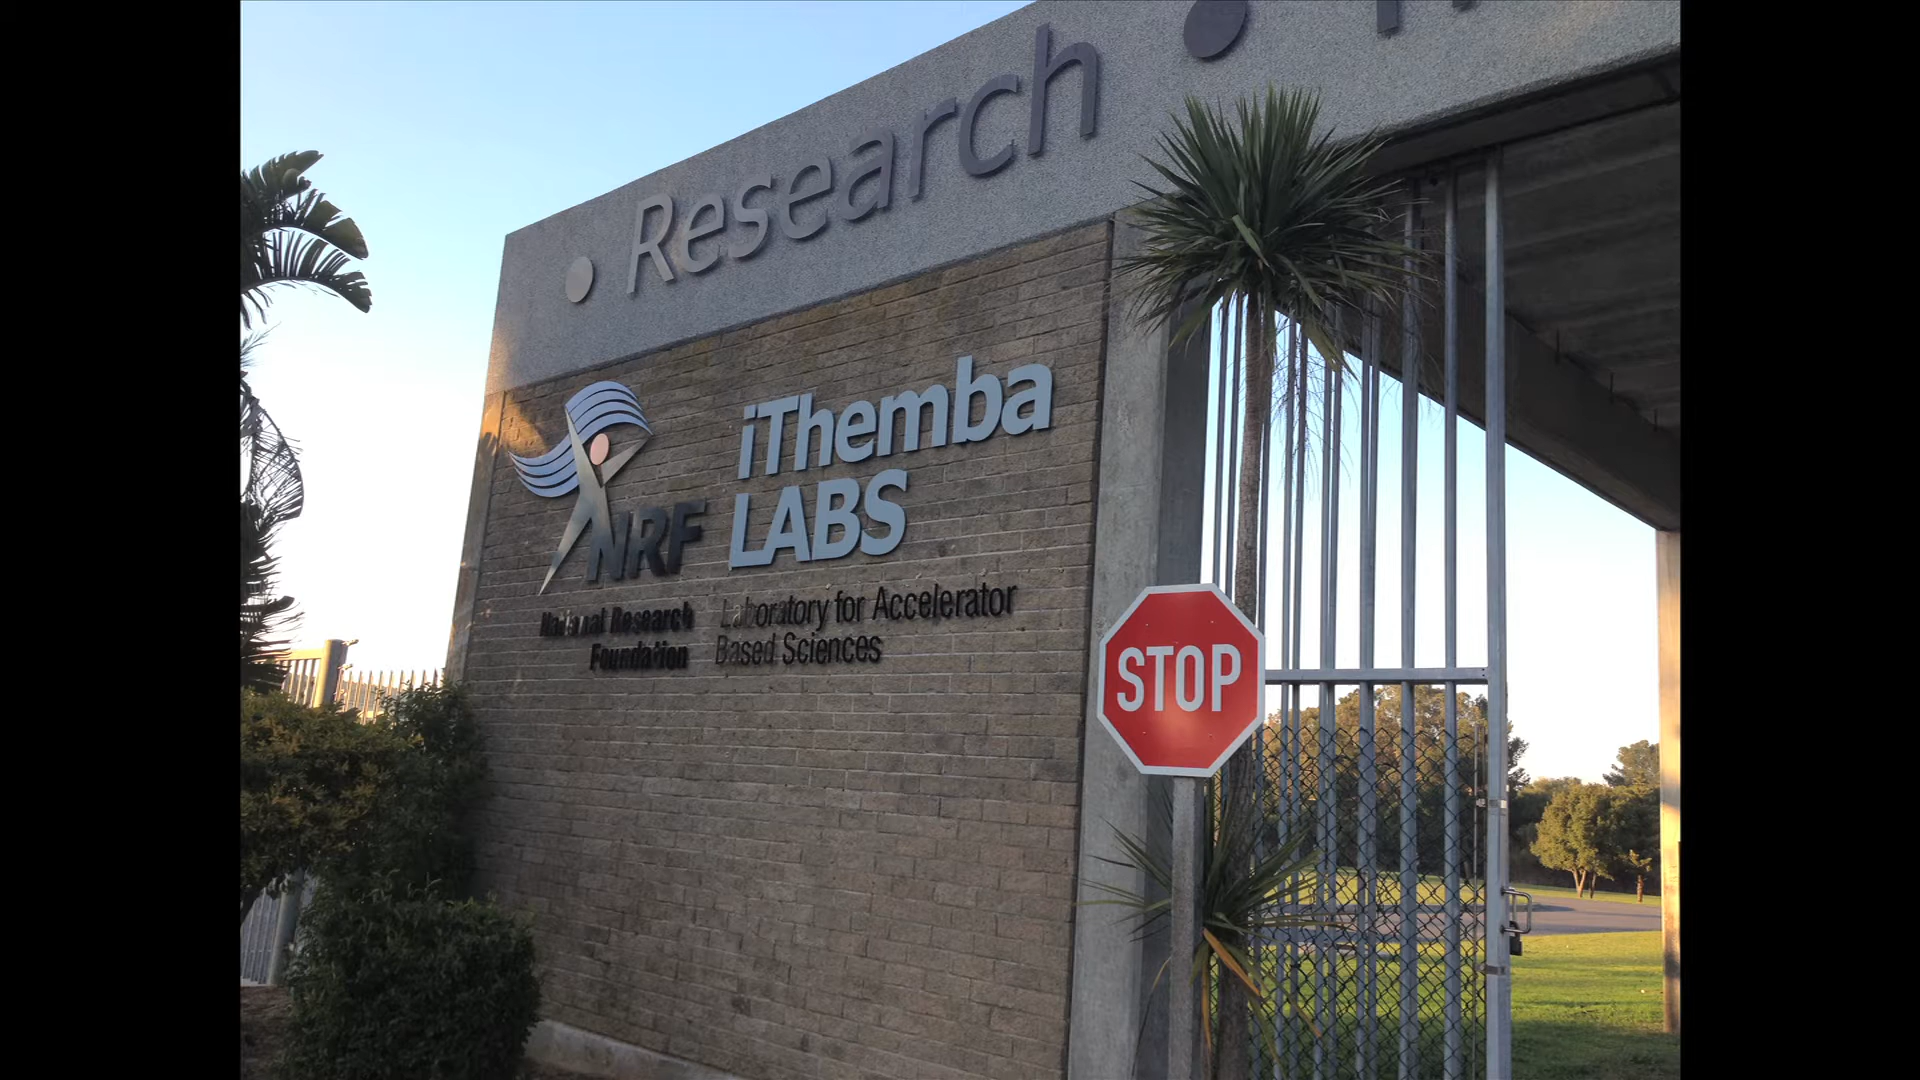 Research
iThemba
LABS
NRF
National Research
Foundation
Laboratory for Accelerator
Based Sciences
STOP